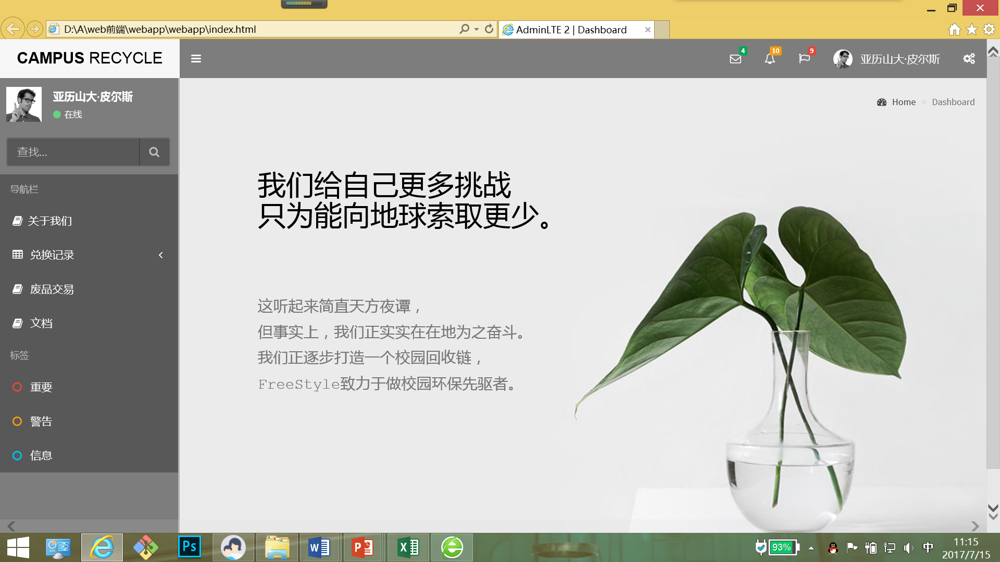 D:\A\web前端\webapp\webapp\index.html
AdminLTE 2 | Dashboard
CAMPUS RECYCLE
4
10
9
亚历山大·皮尔斯
亚历山大·皮尔斯
在线
Home > Dashboard
查找...
导航栏
关于我们
兑换记录
废品交易
文档
标签
重要
警告
信息
我们给自己更多挑战
只为能向地球索取更少。
这听起来简直天方夜谭，
但事实上，我们正实实在在地为之奋斗。
我们正逐步打造一个校园回收链，
FreeStyle致力于做校园环保先驱者。
Ps
93%
中
11:15
2017/7/15